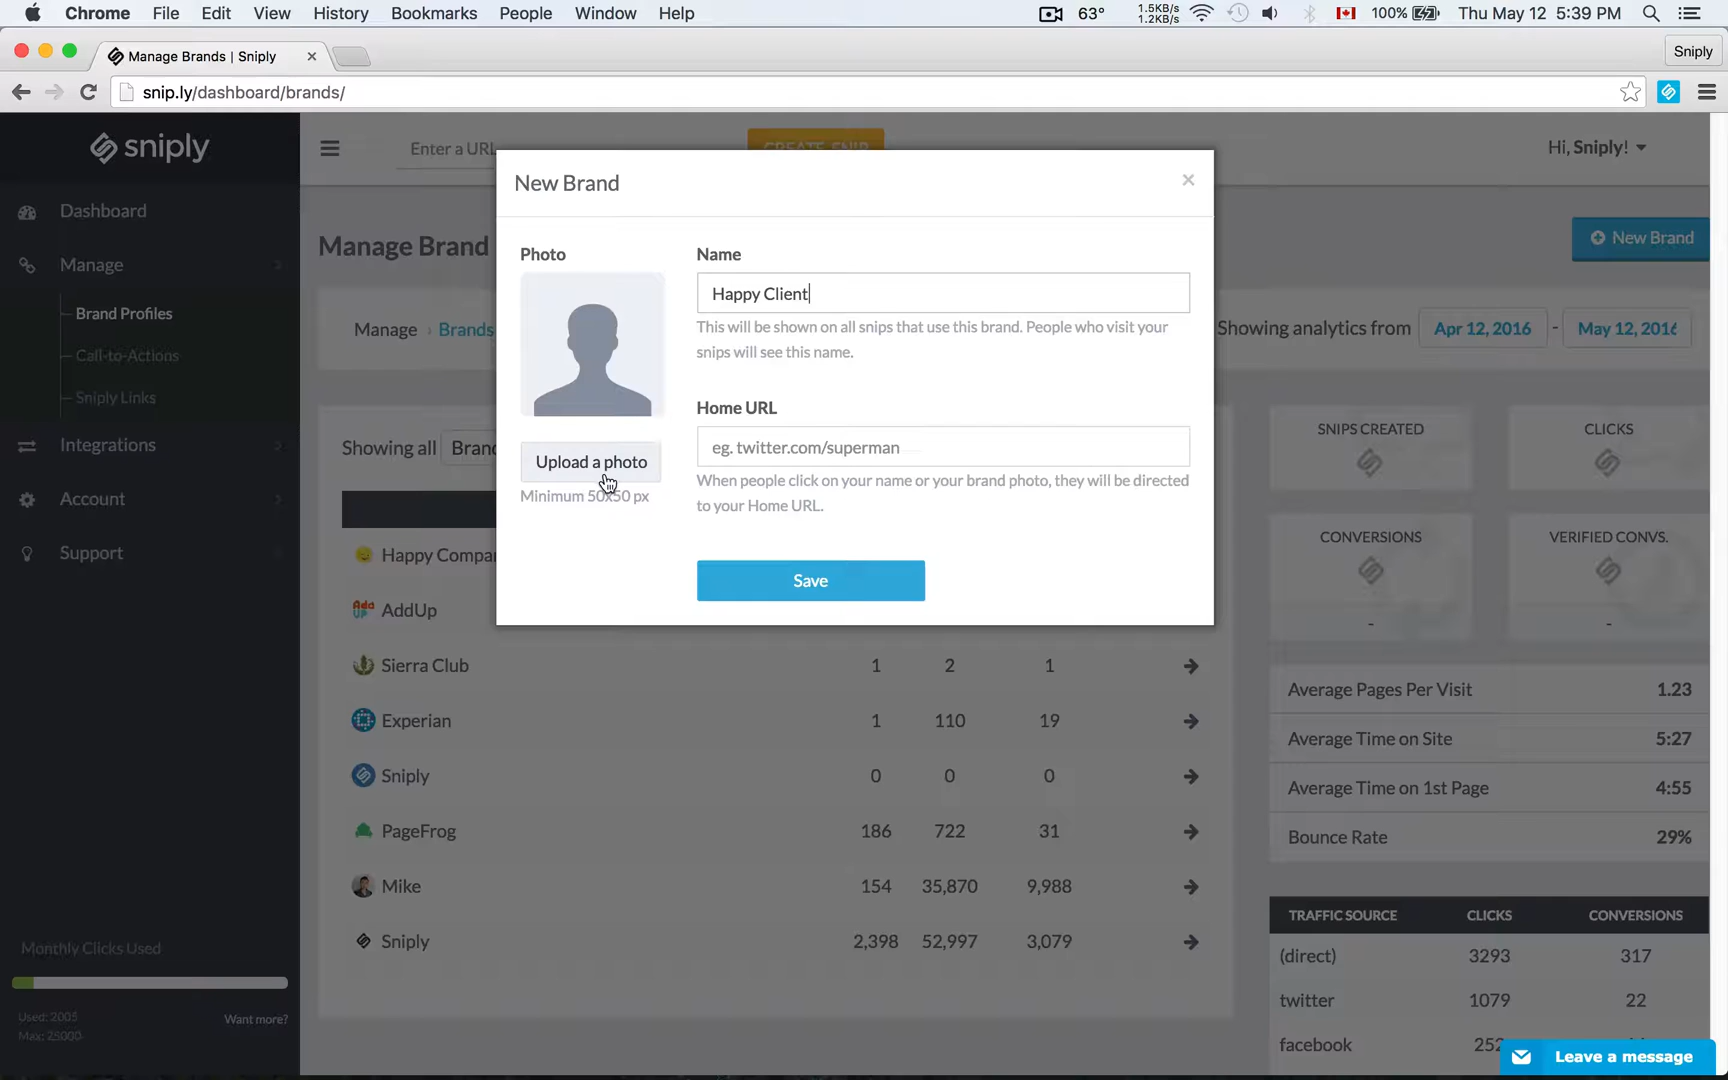 Chrome File Edit View History Bookmarks People Window Help 63° 1.5KB/s 1.2KB/s 100% Thu May 12 5:39 PM
Manage Brands | Sniply Sniply
snip.ly/dashboard/brands/
sniply
Enter a URL
CREATE SNIP
Hi, Sniply!
Dashboard
Manage
Brand Profiles
Call-to-Actions
Sniply Links
Integrations
Account
Support
Monthly Clicks Used
Used: 2005
Max: 25000
Want more?
Manage Brand
New Brand
Manage › Brands
Showing analytics from Apr 12, 2016 - May 12, 2016
New Brand ×
Photo
Upload a photo
Minimum 50x50 px
Name
Happy Client
This will be shown on all snips that use this brand. People who visit your
snips will see this name.
Home URL
eg. twitter.com/superman
When people click on your name or your brand photo, they will be directed
to your Home URL.
Save
Showing all Bran
Happy Compa
AddUp
Sierra Club 1 2 1
Experian 1 110 19
Sniply 0 0 0
PageFrog 186 722 31
Mike 154 35,870 9,988
Sniply 2,398 52,997 3,079
SNIPS CREATED
CLICKS
CONVERSIONS
-
VERIFIED CONVS.
-
Average Pages Per Visit 1.23
Average Time on Site 5:27
Average Time on 1st Page 4:55
Bounce Rate 29%
TRAFFIC SOURCE CLICKS CONVERSIONS
(direct) 3293 317
twitter 1079 22
facebook
Leave a message